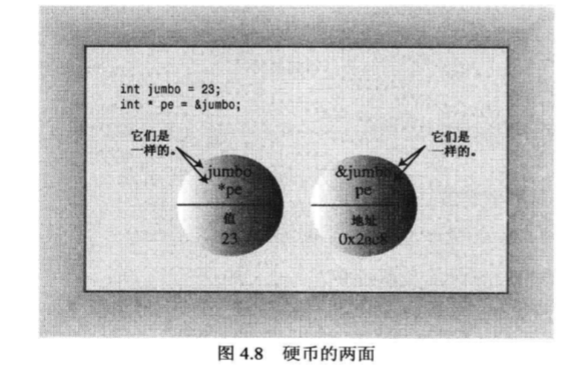 int jumbo = 23;
int * pe = &jumbo;
它们是
一样的。
它们是
一样的。
jumbo
*pe
值
23
&jumbo
pe
地址
0x2ac8
图 4.8 硬币的两面